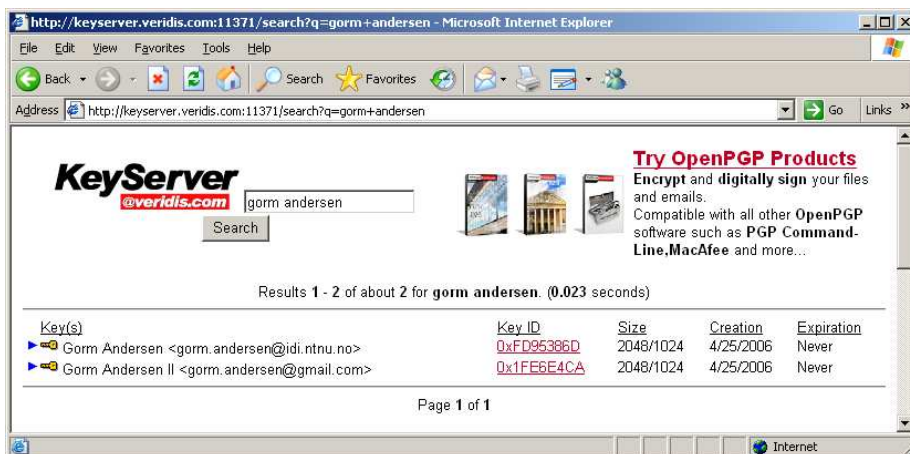 http://keyserver.veridis.com:11371/search?q=gorm+andersen - Microsoft Internet Explorer
File Edit View Favorites Tools Help
Back Search Favorites
Address http://keyserver.veridis.com:11371/search?q=gorm+andersen Go Links »
KeyServer
@veridis.com
gorm andersen
Search
Try OpenPGP Products
Encrypt and digitally sign your files
and emails.
Compatible with all other OpenPGP
software such as PGP Command-
Line,MacAfee and more...
Results 1 - 2 of about 2 for gorm andersen. (0.023 seconds)
Key(s) Key ID Size Creation Expiration
Gorm Andersen <gorm.andersen@idi.ntnu.no> 0xFD95386D 2048/1024 4/25/2006 Never
Gorm Andersen II <gorm.andersen@gmail.com> 0x1FE6E4CA 2048/1024 4/25/2006 Never
Page 1 of 1
Internet